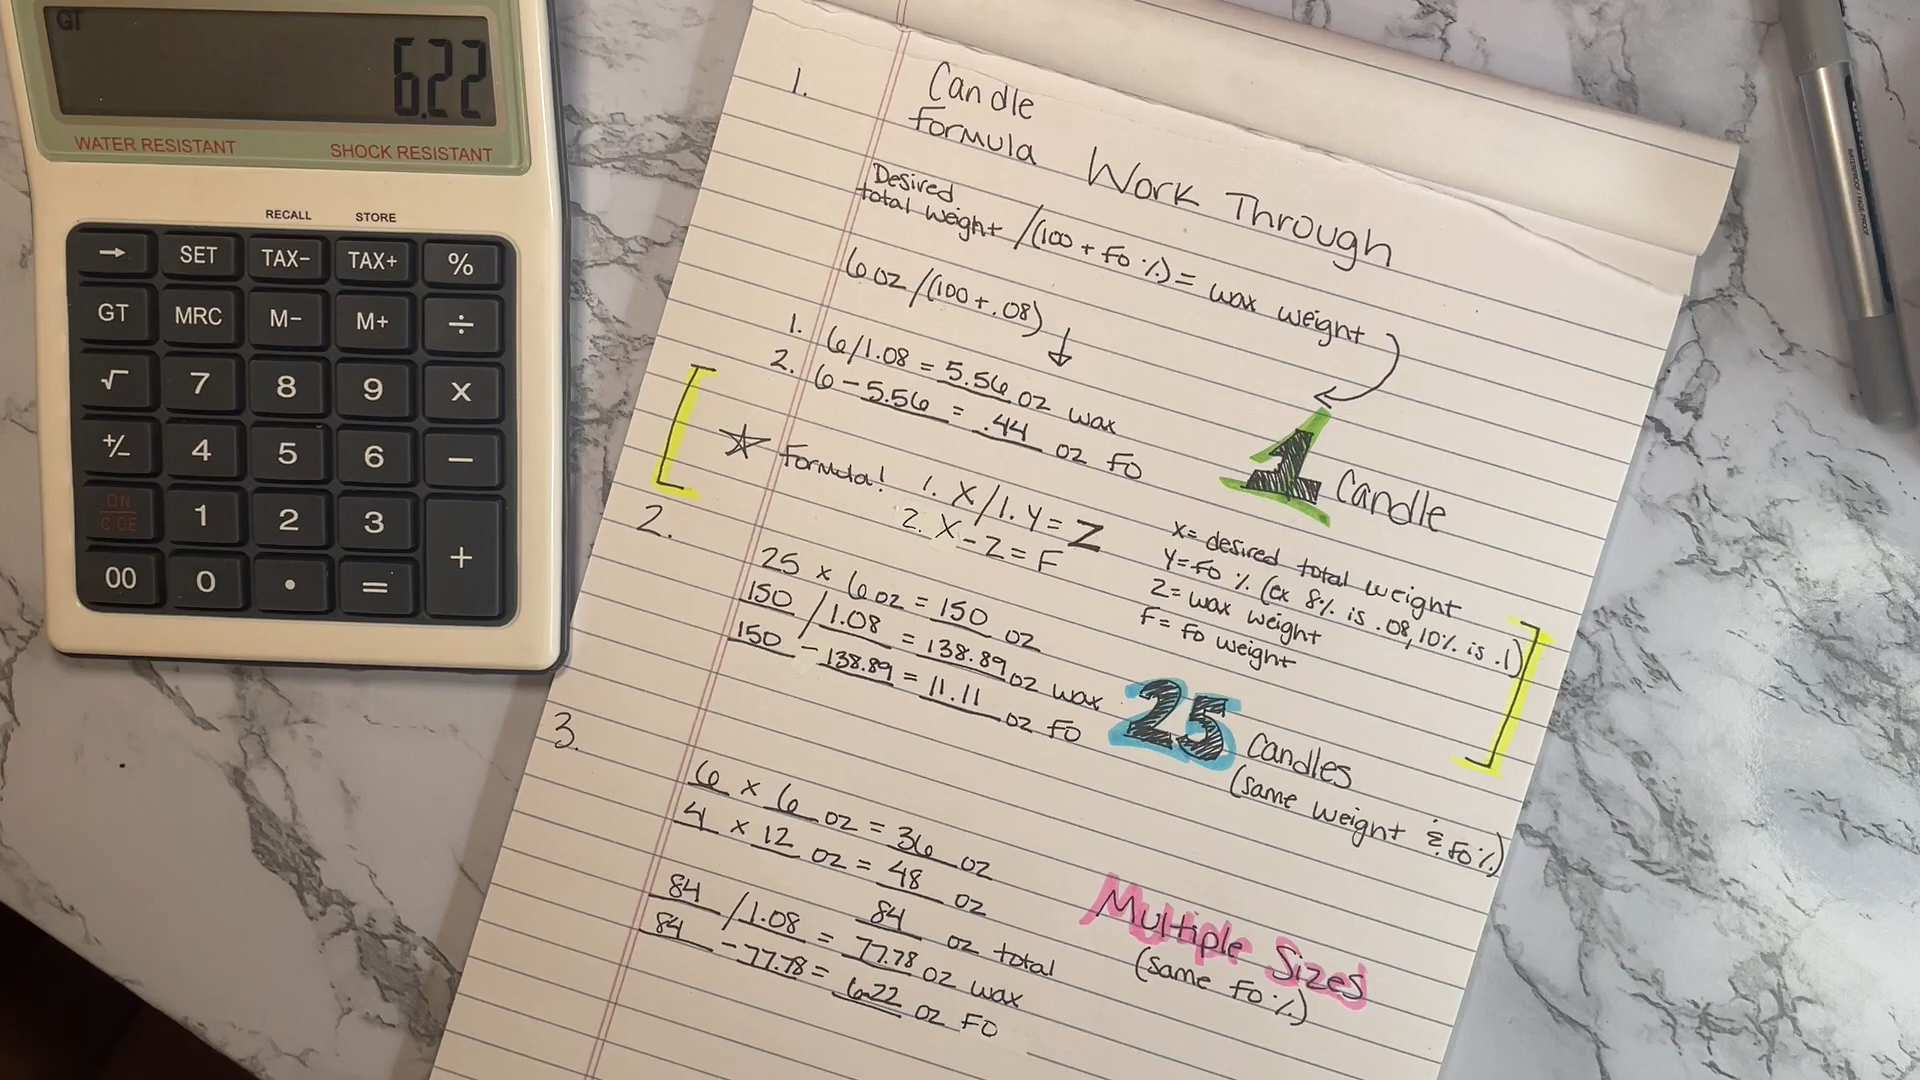 GT
6.22
WATER RESISTANT SHOCK RESISTANT
RECALL STORE
→ SET TAX− TAX+ %
GT MRC M− M+ ÷
√ 7 8 9 X
+/− 4 5 6 −
ON
C·CE 1 2 3
+
00 0 • =
1.
Candle
Formula Work Through
Desired
total weight /(100 + FO %) = wax weight
6 oz /(100 + .08)
1. 6/1.08 = 5.56 oz wax
2. 6 - 5.56 = .44 oz FO
1 Candle
☆ Formula! 1. X/1.Y = Z
2. X - Z = F
X = desired total weight
Y = FO % (ex 8% is .08, 10% is .1)
Z = wax weight
F = FO weight
2.
25 x 6 oz = 150 oz
150 / 1.08 = 138.89 oz wax
150 - 138.89 = 11.11 oz FO
25 Candles
(same weight & FO %)
3.
6 x 6 oz = 36 oz
4 x 12 oz = 48 oz
84 oz total
84 / 1.08 = 77.78 oz wax
84 - 77.78 = 6.22 oz FO
Multiple Sizes
(same FO %)